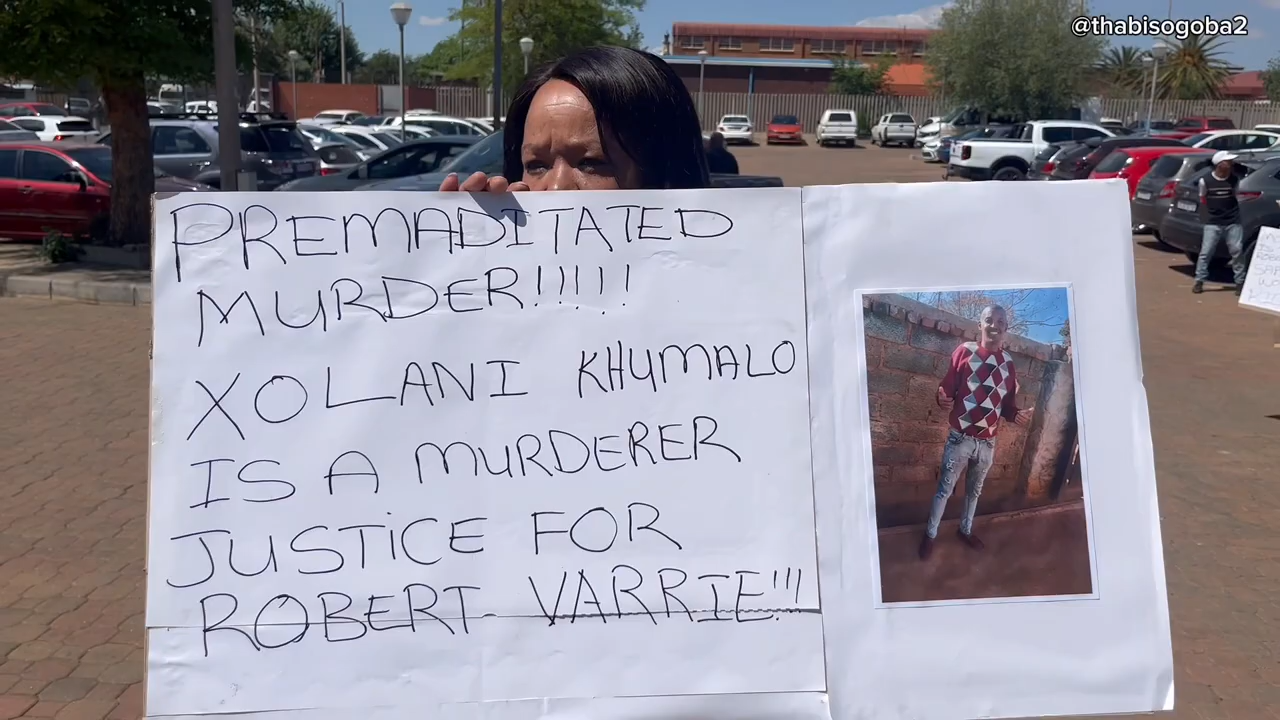 @thabisogoba2
PREMADITATED
MURDER!!!!!
XOLANI KHUMALO
IS A MURDERER
JUSTICE FOR
ROBERT VARRIE!!!